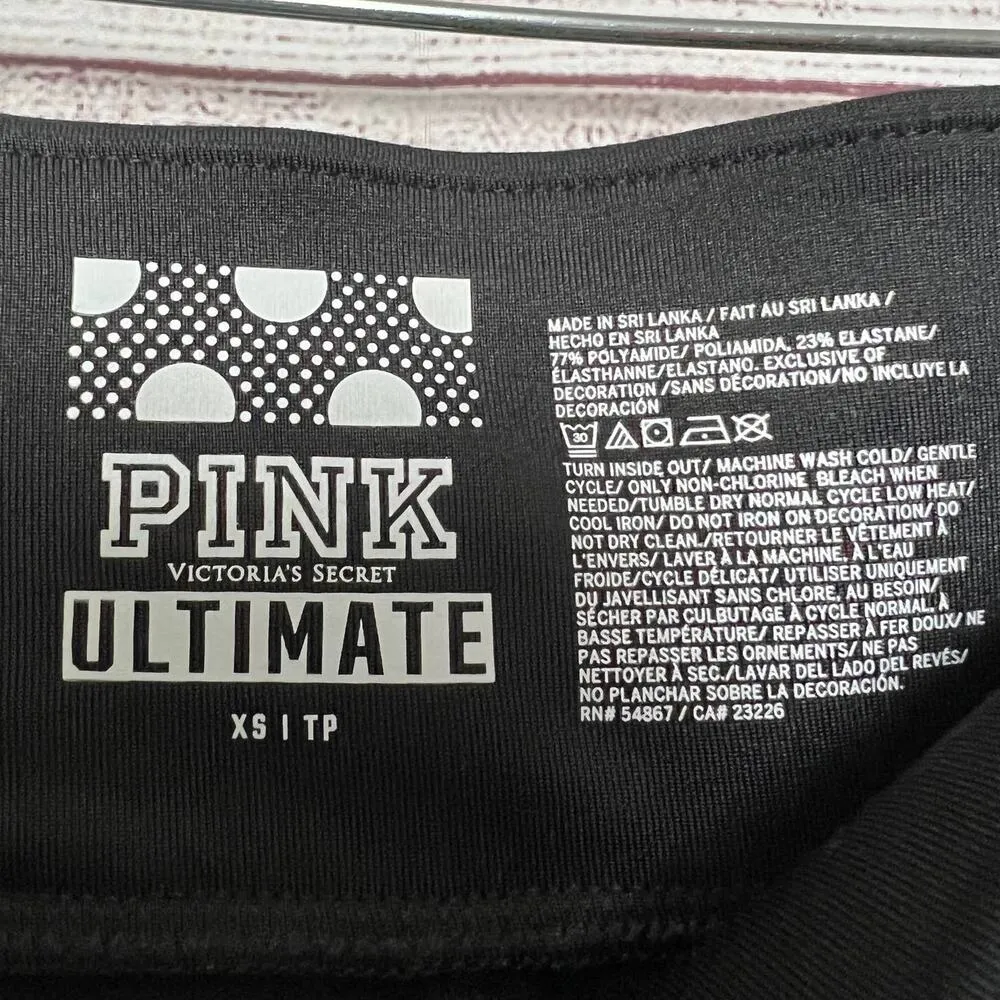 PINK
VICTORIA'S SECRET
ULTIMATE
XS | TP
MADE IN SRI LANKA / FAIT AU SRI LANKA /
HECHO EN SRI LANKA
77% POLYAMIDE/ POLIAMIDA, 23% ELASTANE/
ÉLASTHANNE/ELASTANO. EXCLUSIVE OF
DECORATION /SANS DÉCORATION/NO INCLUYE LA
DECORACIÓN
30
TURN INSIDE OUT/ MACHINE WASH COLD/ GENTLE
CYCLE/ ONLY NON-CHLORINE BLEACH WHEN
NEEDED/TUMBLE DRY NORMAL CYCLE LOW HEAT/
COOL IRON/ DO NOT IRON ON DECORATION/ DO
NOT DRY CLEAN./RETOURNER LE VÊTEMENT À
L'ENVERS/ LAVER À LA MACHINE, À L'EAU
FROIDE/CYCLE DÉLICAT/ UTILISER UNIQUEMENT
DU JAVELLISANT SANS CHLORE, AU BESOIN/
SÉCHER PAR CULBUTAGE À CYCLE NORMAL, À
BASSE TEMPÉRATURE/ REPASSER À FER DOUX/ NE
PAS REPASSER LES ORNEMENTS/ NE PAS
NETTOYER À SEC./LAVAR DEL LADO DEL REVÉS/
NO PLANCHAR SOBRE LA DECORACIÓN.
RN# 54867 / CA# 23226